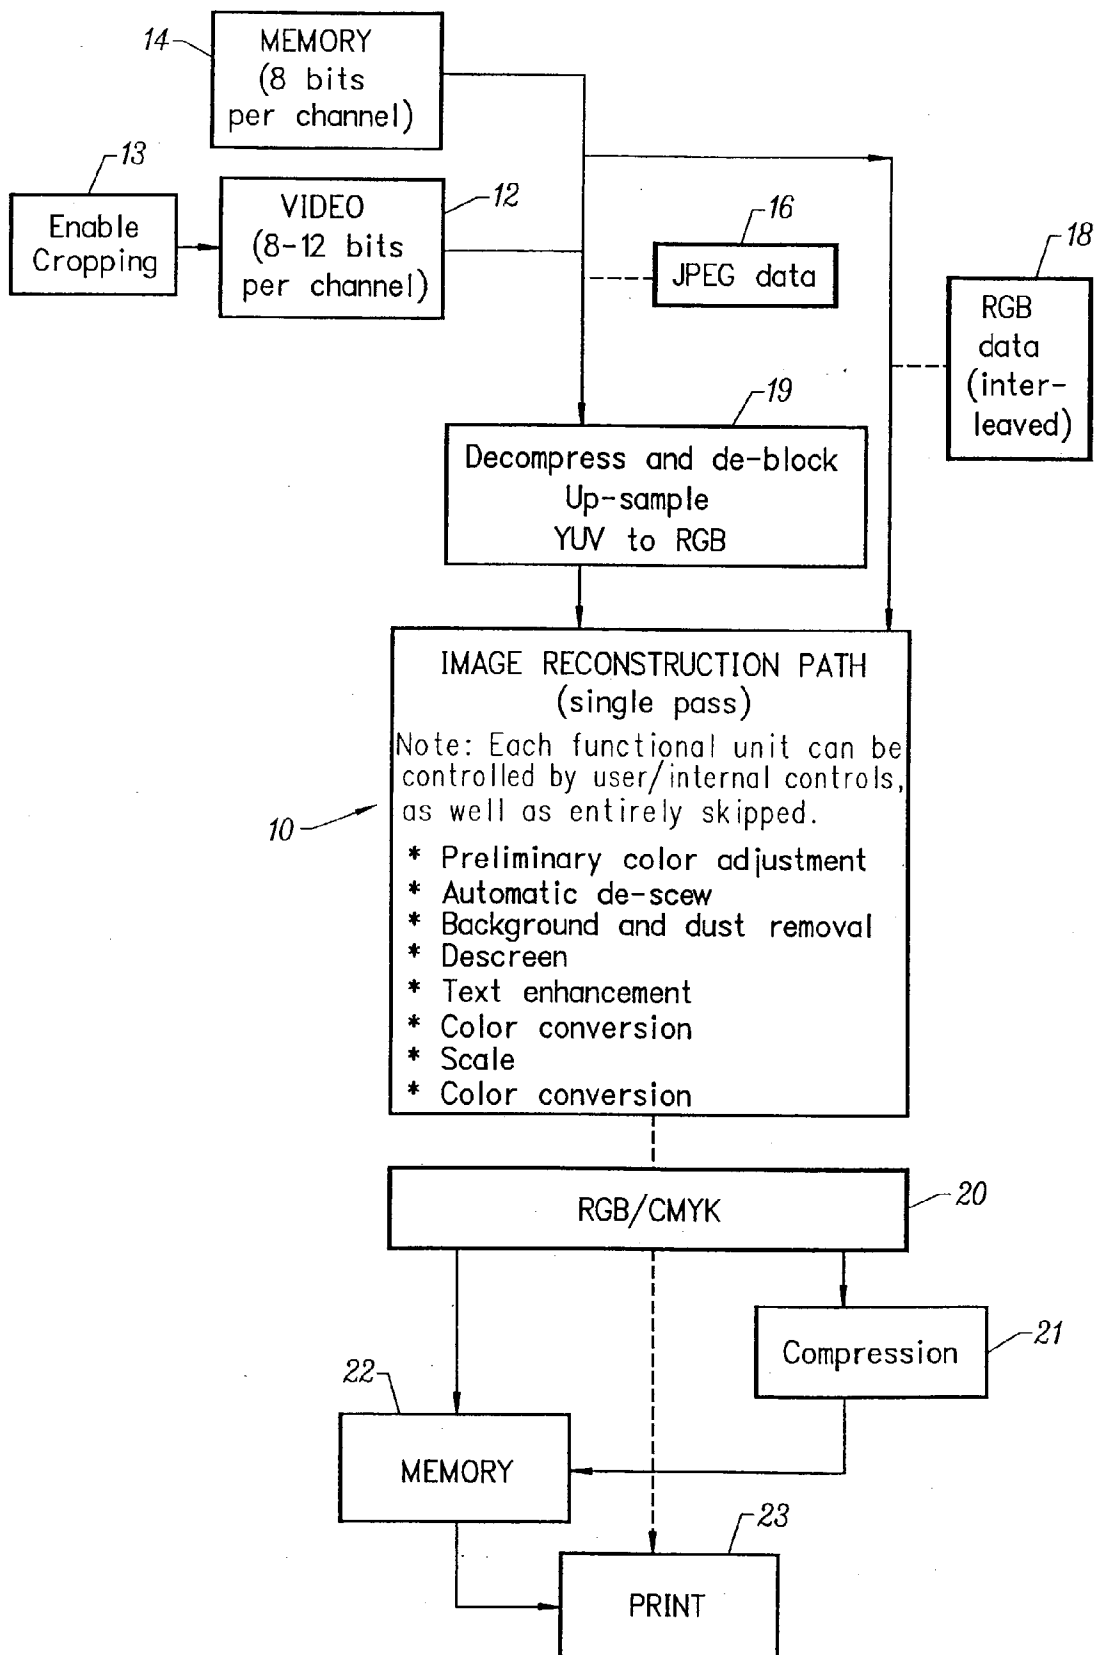 14
MEMORY
(8 bits
per channel)
13
Enable
Cropping
VIDEO
(8-12 bits
per channel)
12
16
JPEG data
18
RGB
data
(inter-
leaved)
19
Decompress and de-block
Up-sample
YUV to RGB
IMAGE RECONSTRUCTION PATH
(single pass)
Note: Each functional unit can be
controlled by user/internal controls,
as well as entirely skipped.
10
* Preliminary color adjustment
* Automatic de-scew
* Background and dust removal
* Descreen
* Text enhancement
* Color conversion
* Scale
* Color conversion
RGB/CMYK
20
Compression
21
22
MEMORY
23
PRINT